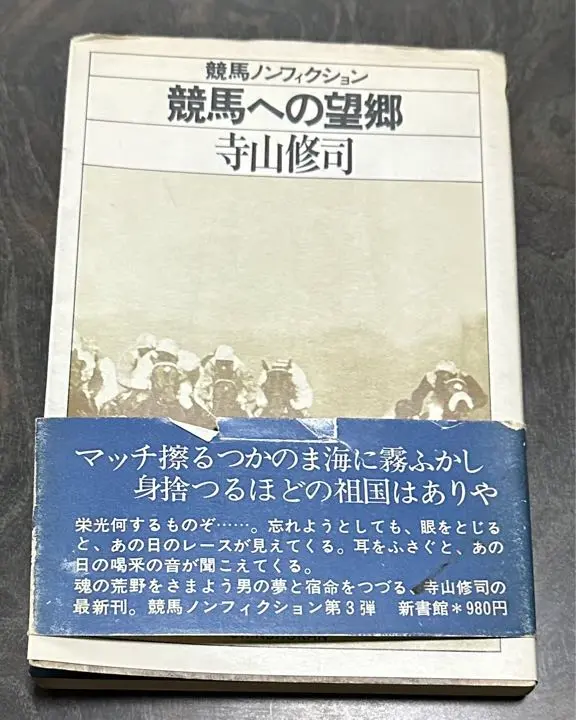 競馬ノンフィクション
競馬への望郷
寺山修司
マッチ擦るつかのま海に霧ふかし
身捨つるほどの祖国はありや
栄光何するものぞ……。忘れようとしても、眼をとじる
と、あの日のレースが見えてくる。耳をふさぐと、あの
日の喝采の音が聞こえてくる。
魂の荒野をさまよう男の夢と宿命をつづる、寺山修司の
最新刊。競馬ノンフィクション第3弾 新書館*980円